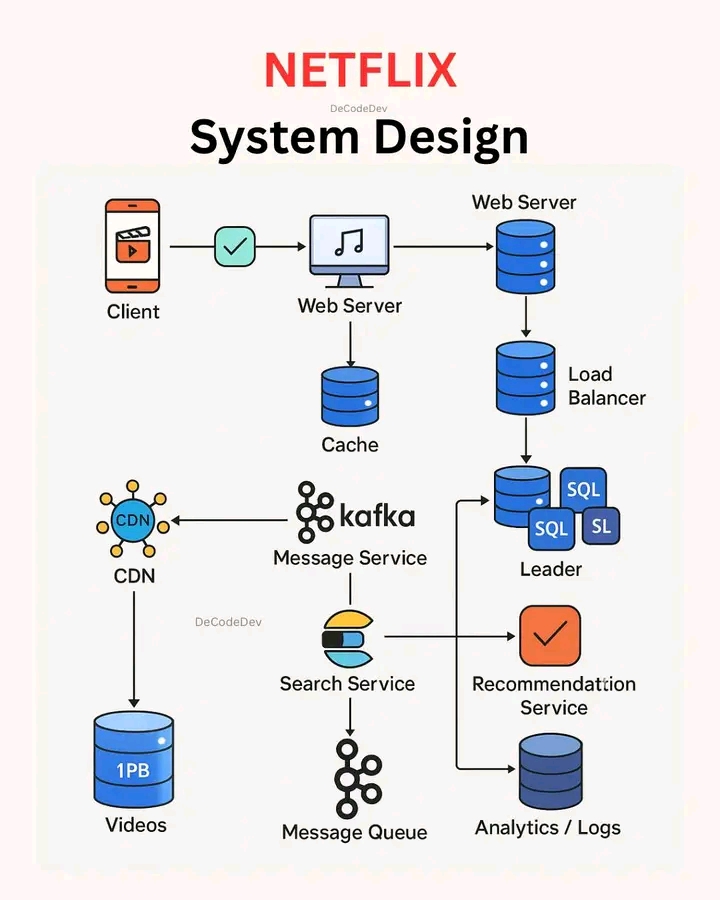 NETFLIX
DeCodeDev
System Design
Web Server
Client
Web Server
Load
Balancer
Cache
CDN
kafka
SQL
SQL
SL
Message Service
Leader
CDN
DeCodeDev
Search Service
Recommendattion
Service
1PB
Videos
Message Queue
Analytics / Logs